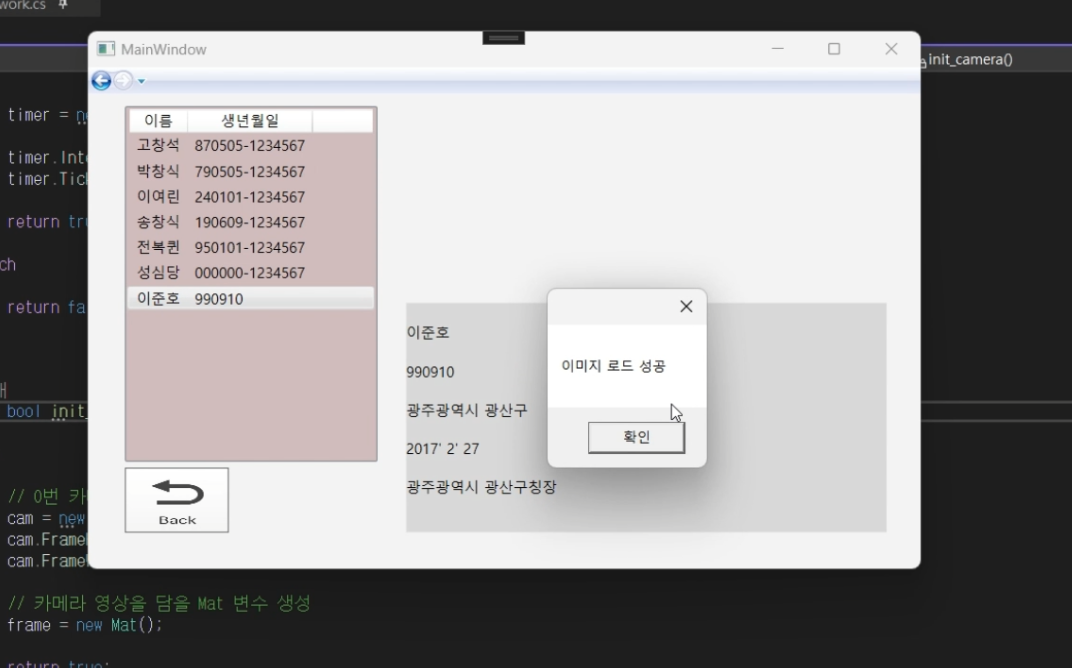 work.cs
MainWindow
init_camera()
이름 생년월일
고창석 870505-1234567
박창식 790505-1234567
이여린 240101-1234567
송창식 190609-1234567
전복퀸 950101-1234567
성심당 000000-1234567
이준호 990910
Back
이준호
990910
광주광역시 광산구
2017' 2' 27
광주광역시 광산구칭장
이미지 로드 성공
확인
timer = ne
timer.Inte
timer.Tick
return tru
ch
return fa
bool init_
// 0번 카
cam = new
cam.Frame
cam.Frame
// 카메라 영상을 담을 Mat 변수 생성
frame = new Mat();
return true;